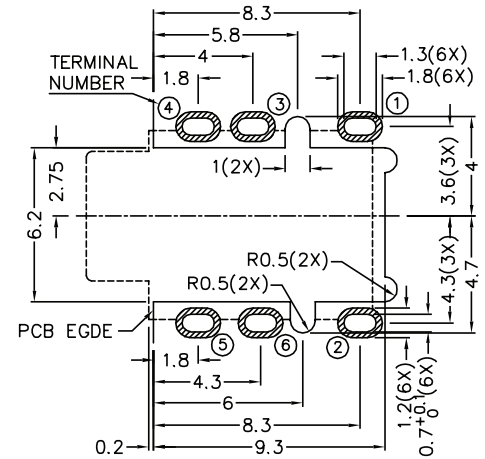 8.3
5.8
4
1.3(6X)
1.8
1.8(6X)
TERMINAL
NUMBER
4
3
1
2.75
6.2
1(2X)
3.6(3X)
4
R0.5(2X)
R0.5(2X)
4.3(3X)
4.7
PCB EGDE
5
6
2
1.8
4.3
6
8.3
0.2
9.3
1.2(6X)
0.7+0.1 0(6X)